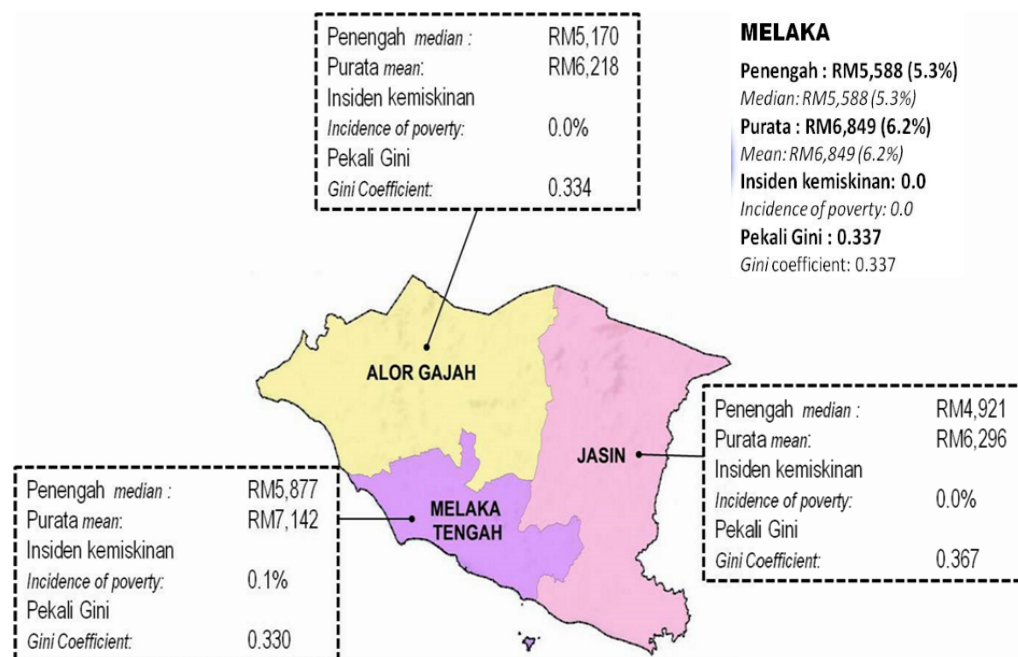 Penengah median : RM5,170
Purata mean: RM6,218
Insiden kemiskinan
Incidence of poverty: 0.0%
Pekali Gini
Gini Coefficient: 0.334
MELAKA
Penengah : RM5,588 (5.3%)
Median: RM5,588 (5.3%)
Purata : RM6,849 (6.2%)
Mean: RM6,849 (6.2%)
Insiden kemiskinan: 0.0
Incidence of poverty: 0.0
Pekali Gini : 0.337
Gini coefficient: 0.337
ALOR GAJAH
JASIN
MELAKA
TENGAH
Penengah median : RM4,921
Purata mean: RM6,296
Insiden kemiskinan
Incidence of poverty: 0.0%
Pekali Gini
Gini Coefficient: 0.367
Penengah median : RM5,877
Purata mean: RM7,142
Insiden kemiskinan
Incidence of poverty: 0.1%
Pekali Gini
Gini Coefficient: 0.330